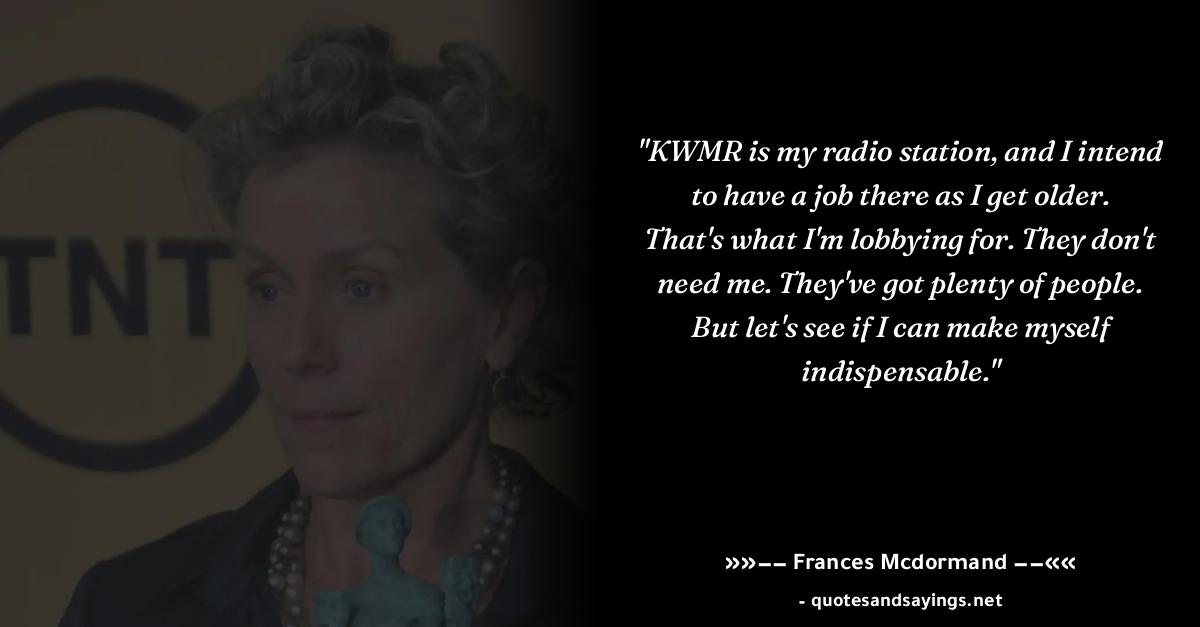 TNT
"KWMR is my radio station, and I intend
to have a job there as I get older.
That's what I'm lobbying for. They don't
need me. They've got plenty of people.
But let's see if I can make myself
indispensable."
»»–– Frances Mcdormand ––««
- quotesandsayings.net